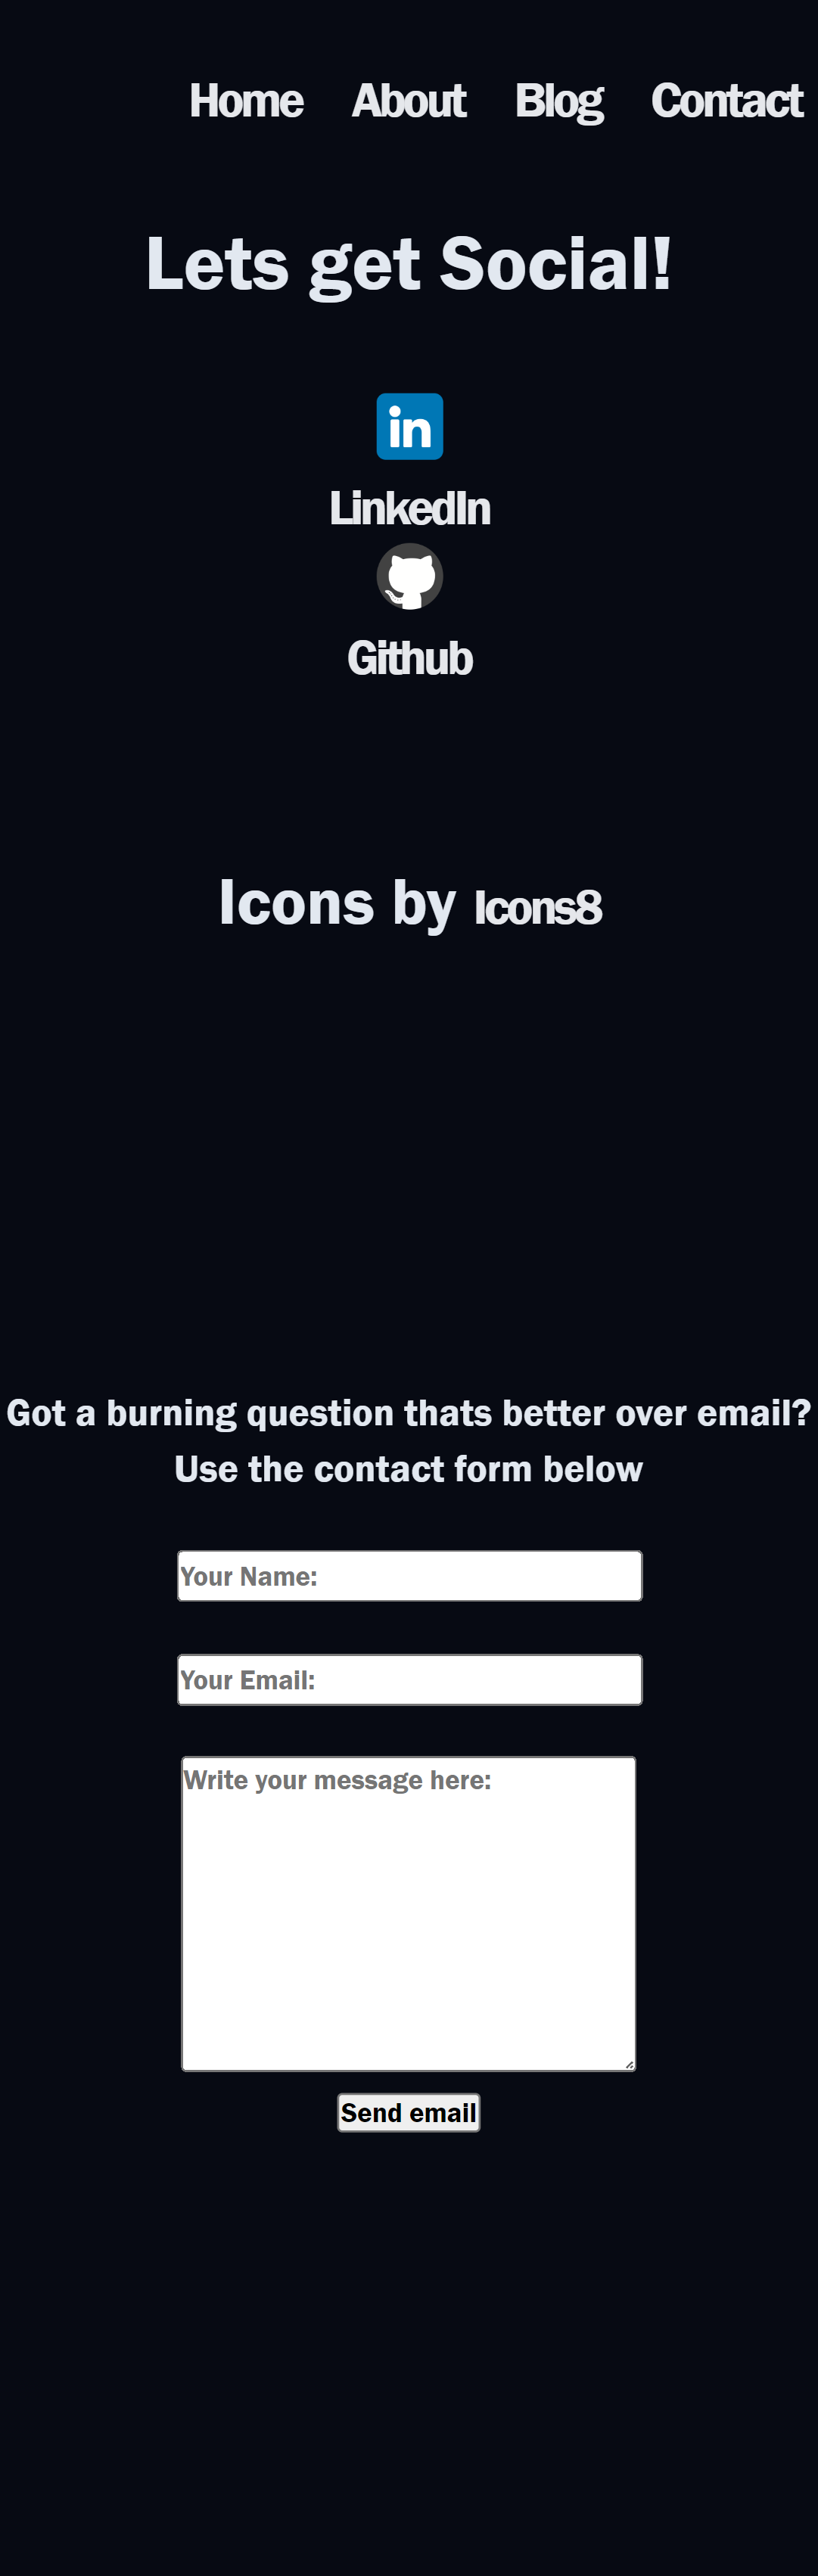 Home About Blog Contact
Lets get Social!
in
LinkedIn
Github
Icons by Icons8
Got a burning question thats better over email?
Use the contact form below
Your Name:
Your Email:
Write your message here:
Send email